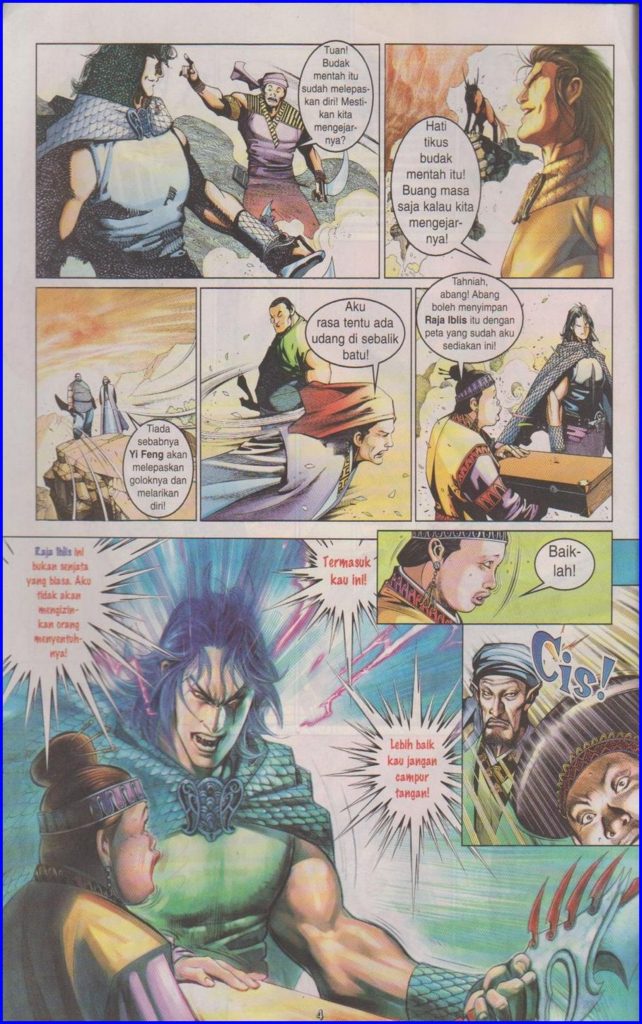 Tuan!
Budak
mentah itu
sudah melepas-
kan diri! Mesti-
kan kita
mengejar-
nya?
Hati
tikus
budak
mentah itu!
Buang masa
saja kalau kita
mengejar-
nya!
Tiada
sebabnya
Yi Feng akan
melepaskan
goloknya dan
melarikan
diri!
Aku
rasa tentu ada
udang di sebalik
batu!
Tahniah,
abang! Abang
boleh menyimpan
Raja Iblis itu dengan
peta yang sudah aku
sediakan ini!
Baik-
lah!
Raja Iblis ini
bukan senjata
yang biasa. Aku
tidak akan
mengizin-
kan orang
menyentuh-
nya!
Termasuk
kau ini!
Lebih baik
kau jangan
campur
tangan!
Cis!
4